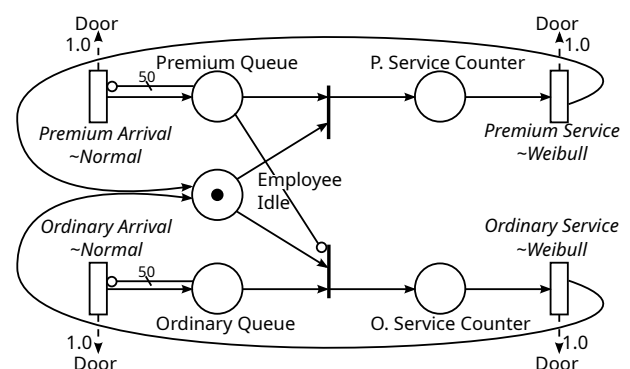 Door
Door
1.0
1.0
Premium Queue
P. Service Counter
50
Premium Arrival
~Normal
Premium Service
~Weibull
Employee
Idle
Ordinary Arrival
~Normal
Ordinary Service
~Weibull
50
Ordinary Queue
O. Service Counter
1.0
1.0
Door
Door